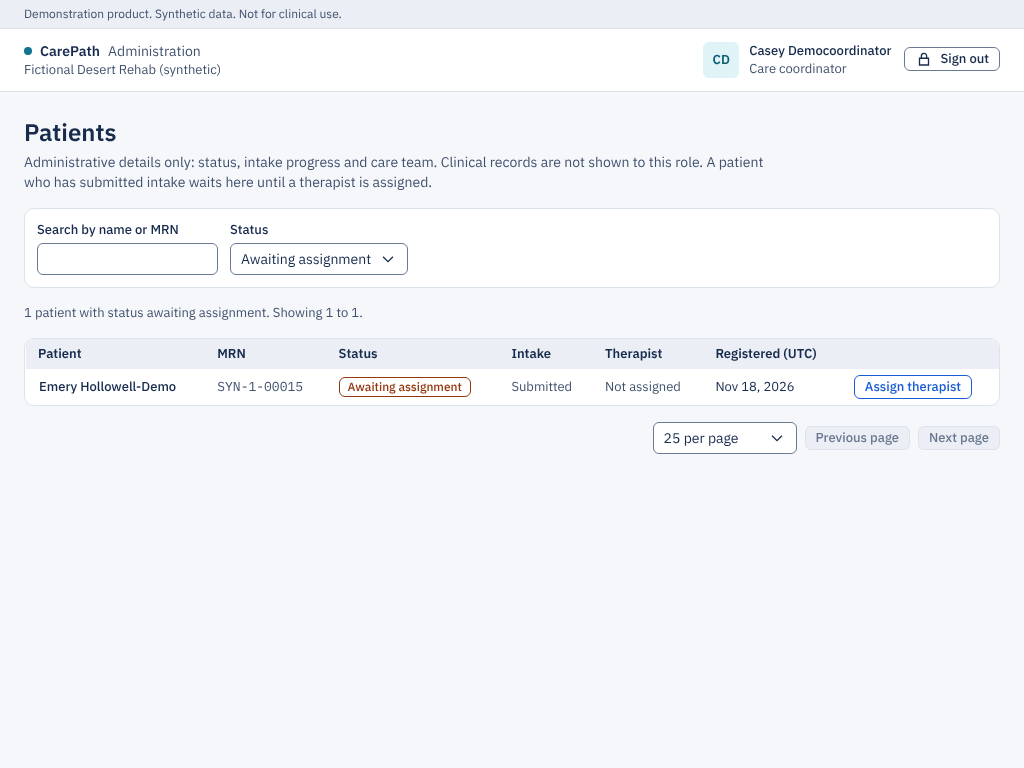 Demonstration product. Synthetic data. Not for clinical use.
CarePath Administration
Fictional Desert Rehab (synthetic)
CD
Casey Democoordinator
Care coordinator
Sign out
Patients
Administrative details only: status, intake progress and care team. Clinical records are not shown to this role. A patient
who has submitted intake waits here until a therapist is assigned.
Search by name or MRN
Status
Awaiting assignment
1 patient with status awaiting assignment. Showing 1 to 1.
Patient MRN Status Intake Therapist Registered (UTC)
Emery Hollowell-Demo SYN-1-00015 Awaiting assignment Submitted Not assigned Nov 18, 2026 Assign therapist
25 per page Previous page Next page